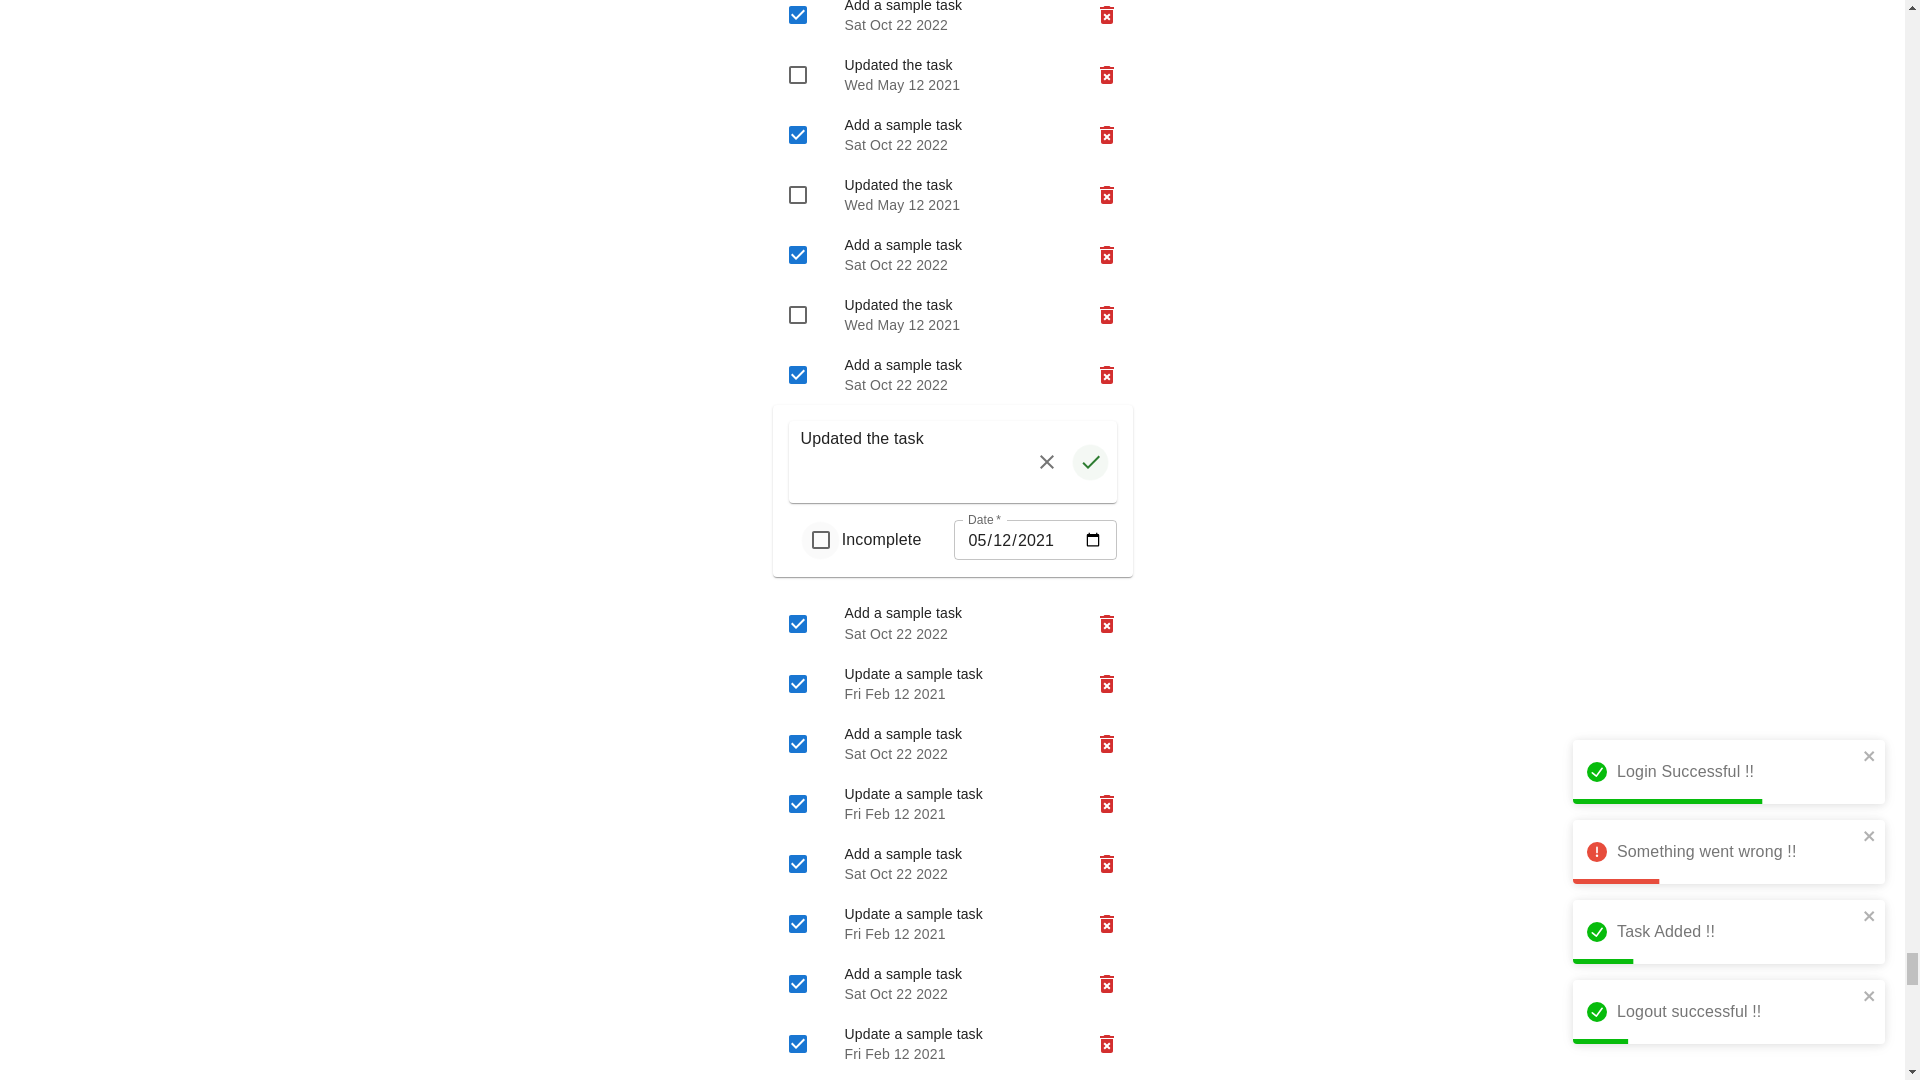 Add a sample task
Sat Oct 22 2022
Updated the task
Wed May 12 2021
Add a sample task
Sat Oct 22 2022
Updated the task
Wed May 12 2021
Add a sample task
Sat Oct 22 2022
Updated the task
Wed May 12 2021
Add a sample task
Sat Oct 22 2022
Updated the task
Incomplete
Date *
05/12/2021
Add a sample task
Sat Oct 22 2022
Update a sample task
Fri Feb 12 2021
Add a sample task
Sat Oct 22 2022
Update a sample task
Fri Feb 12 2021
Add a sample task
Sat Oct 22 2022
Update a sample task
Fri Feb 12 2021
Add a sample task
Sat Oct 22 2022
Update a sample task
Fri Feb 12 2021
Login Successful !!
Something went wrong !!
Task Added !!
Logout successful !!